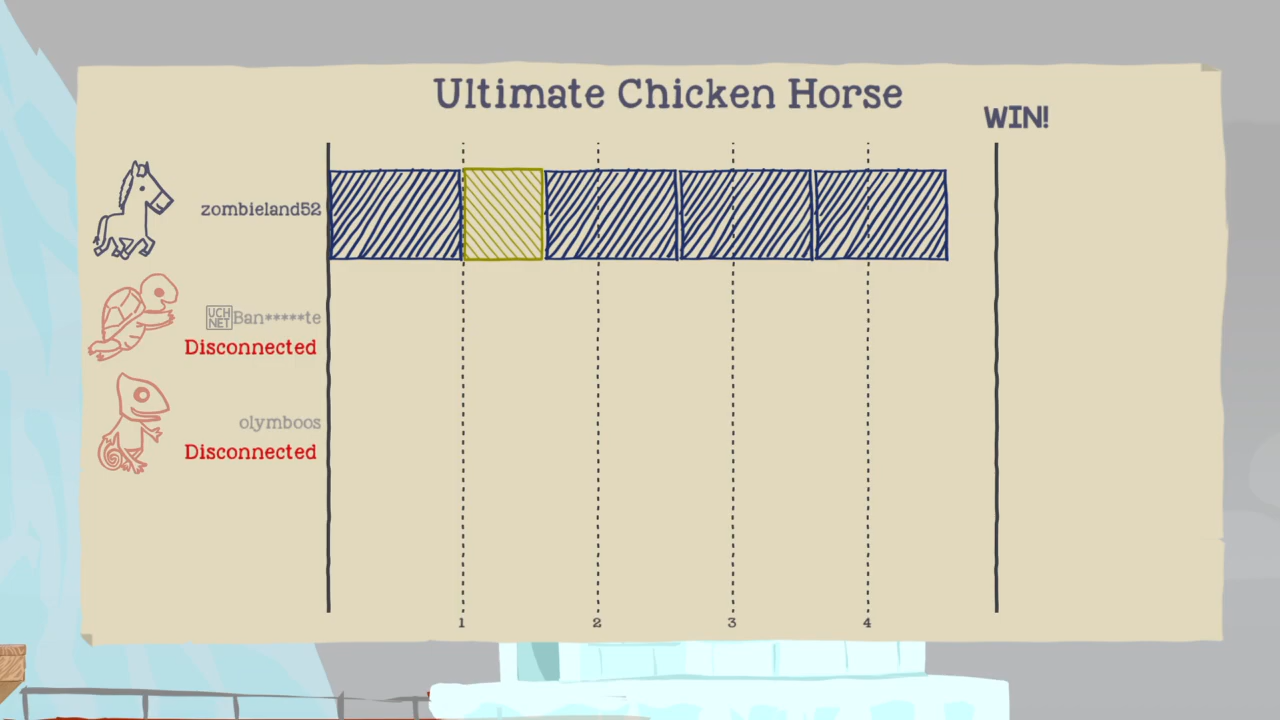 Ultimate Chicken Horse
WIN!
zombieland52
UCH NET Ban*****te
Disconnected
olymboos
Disconnected
1 2 3 4